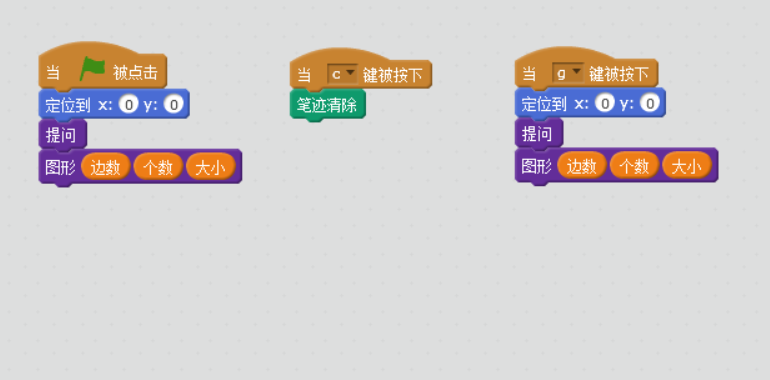 当 被点击
定位到 x: 0 y: 0
提问
图形 边数 个数 大小
当 c 键被按下
笔迹清除
当 g 键被按下
定位到 x: 0 y: 0
提问
图形 边数 个数 大小